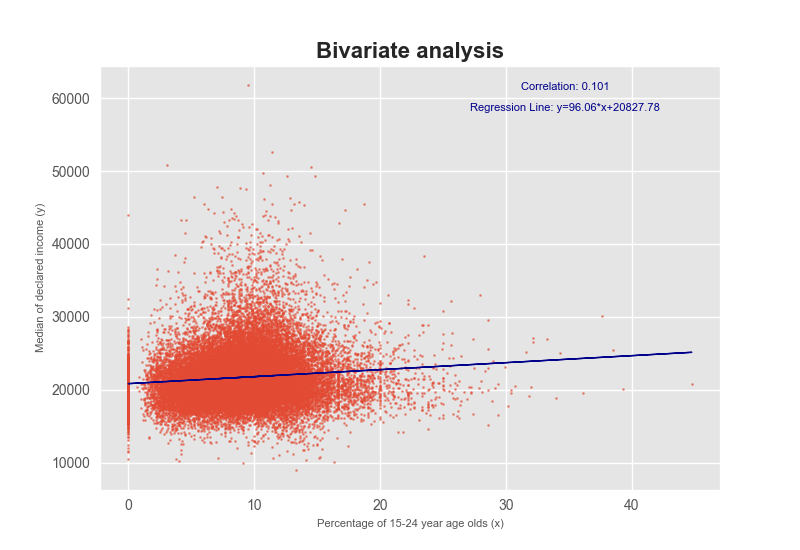 Bivariate analysis
Correlation: 0.101
Regression Line: y=96.06*x+20827.78
60000
50000
40000
30000
20000
10000
Median of declared income (y)
0 10 20 30 40
Percentage of 15-24 year age olds (x)